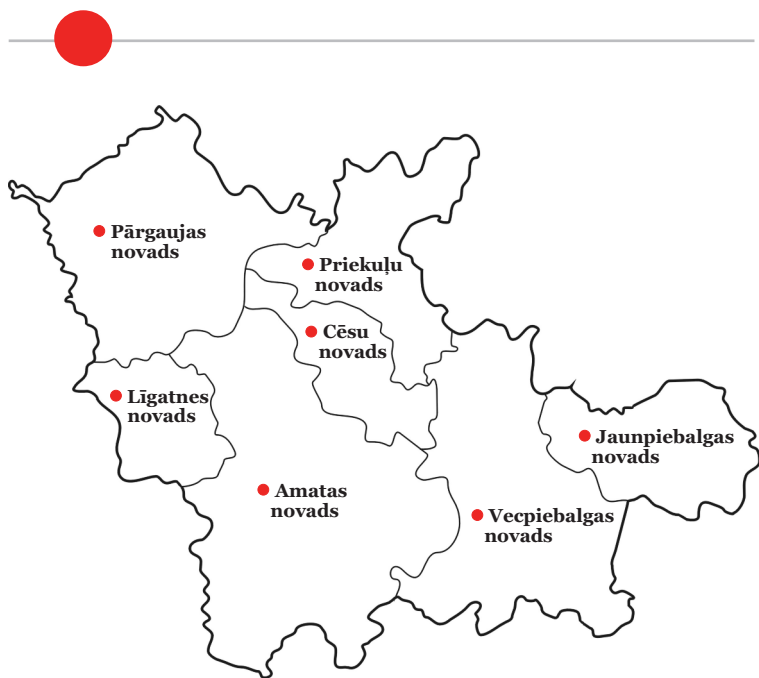 Pārgaujas
novads
Priekuļu
novads
Cēsu
novads
Līgatnes
novads
Jaunpiebalgas
novads
Amatas
novads
Vecpiebalgas
novads